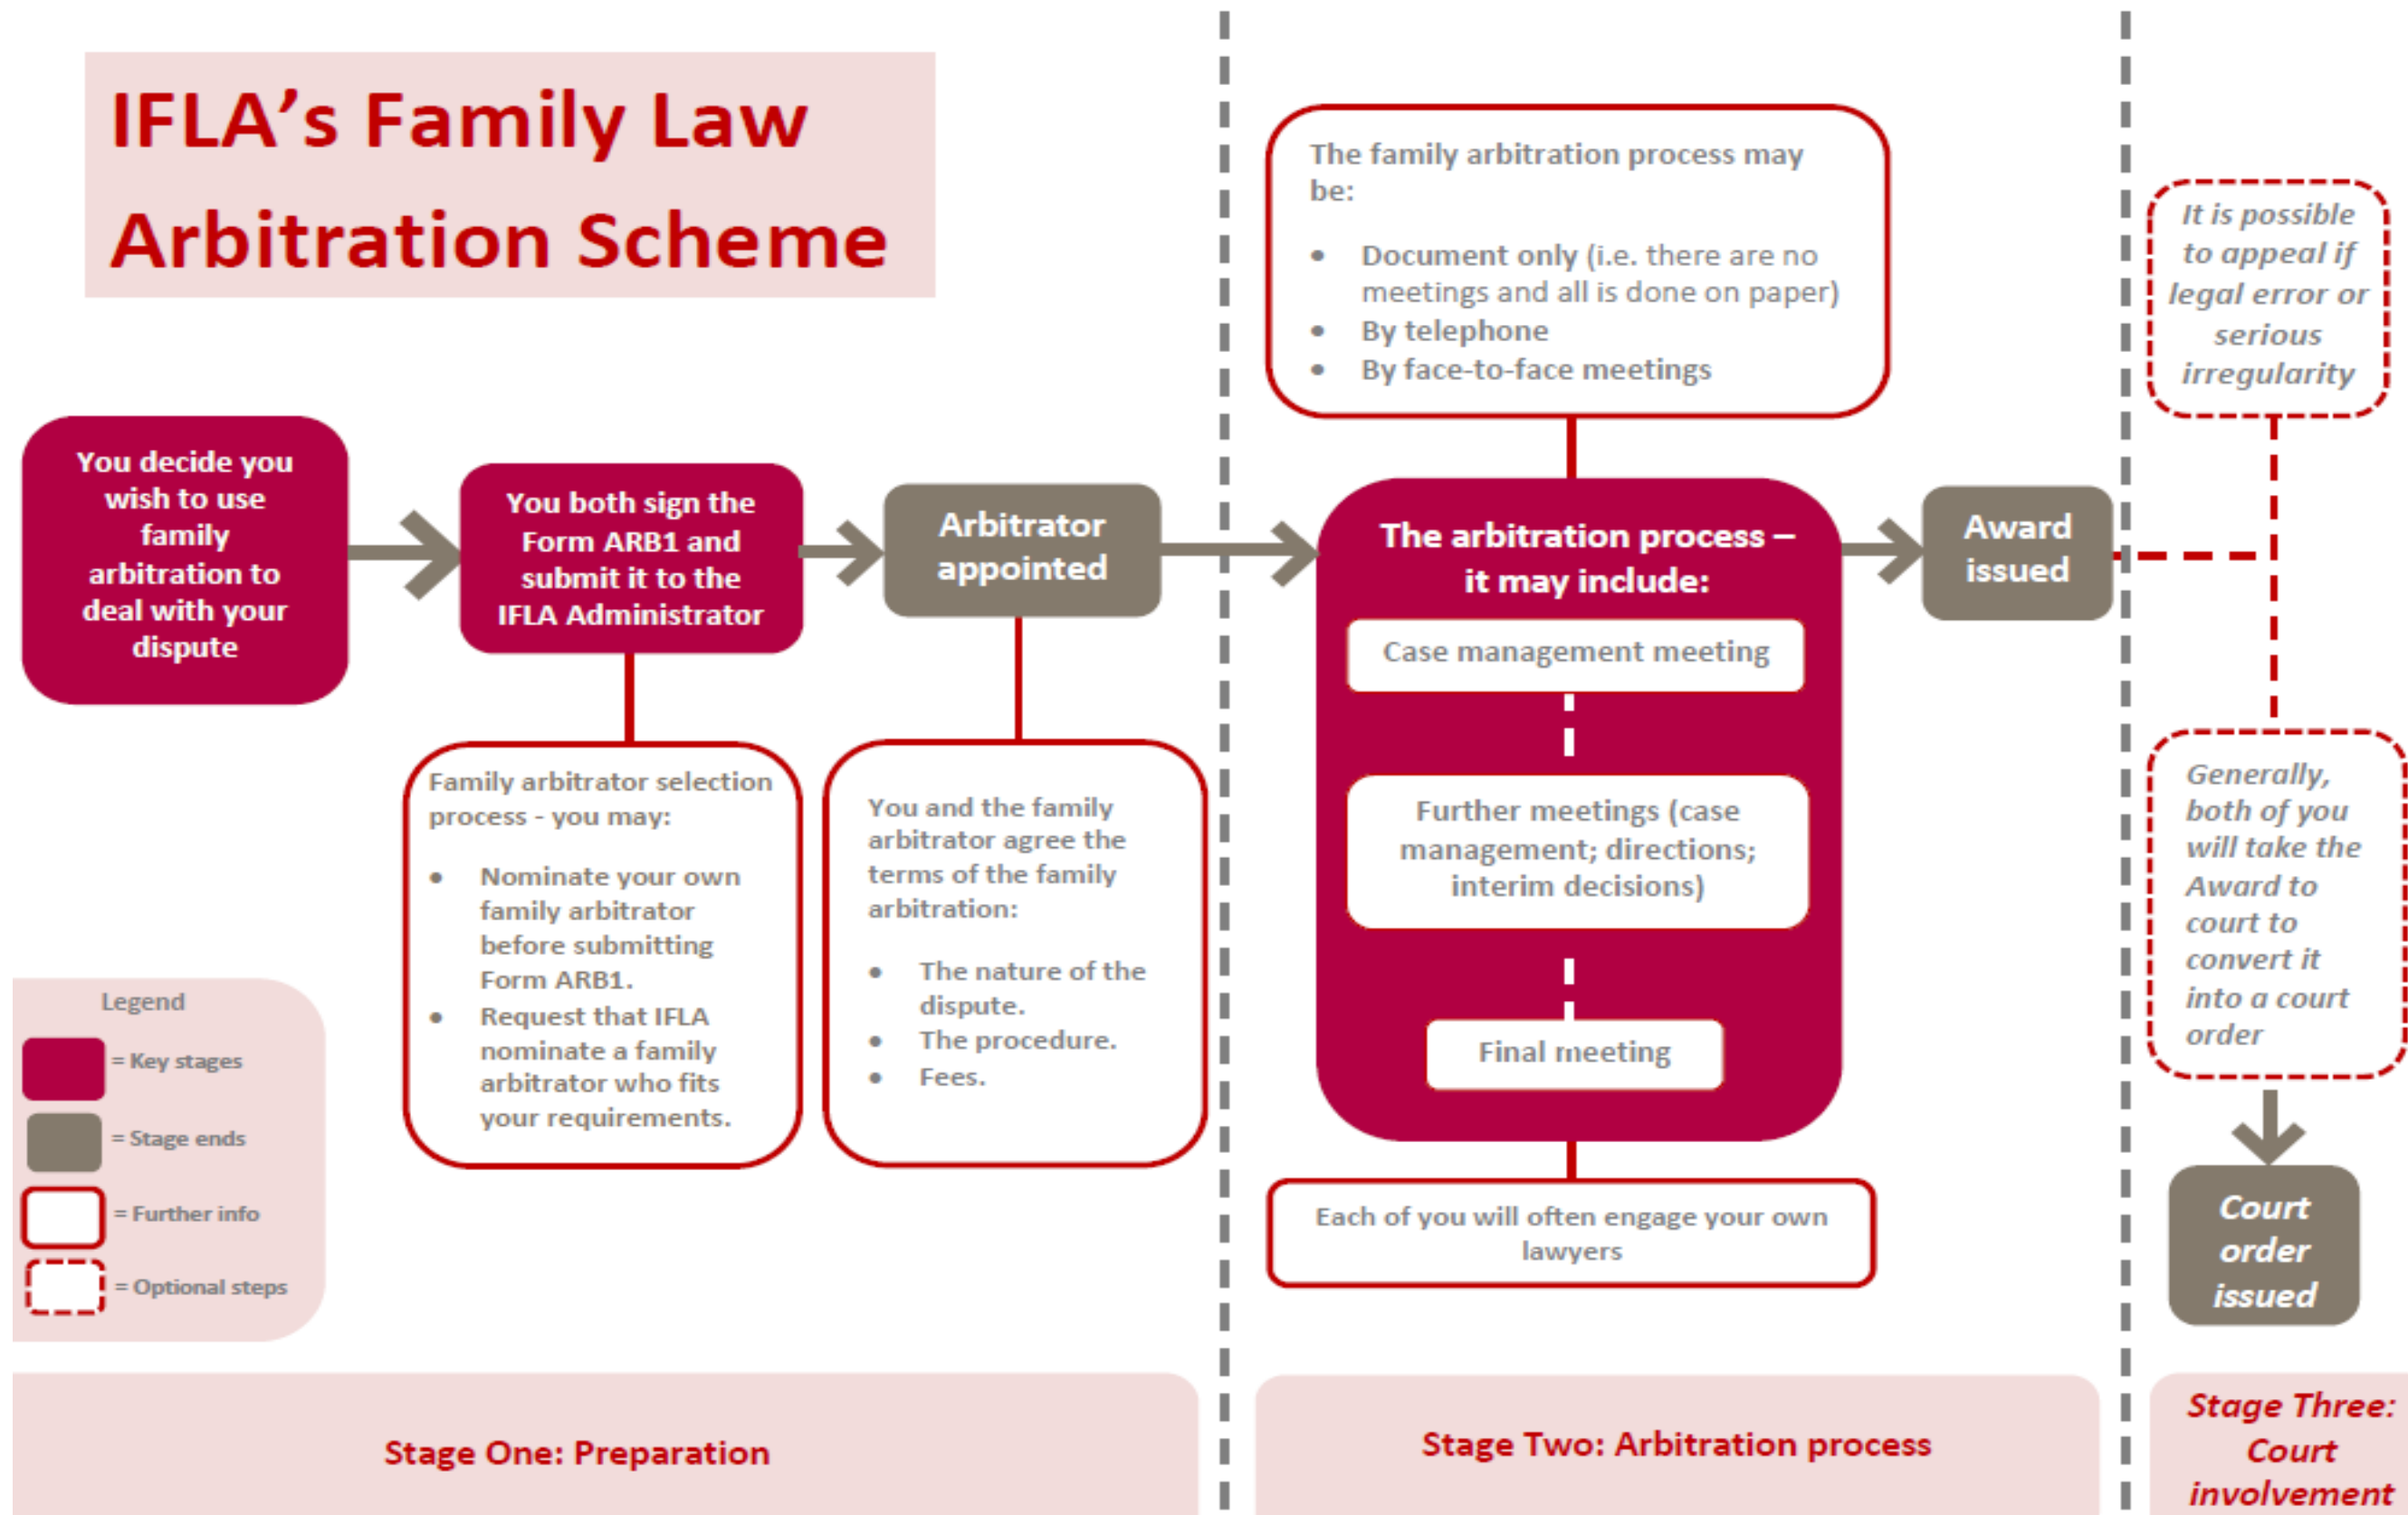 IFLA's Family Law
Arbitration Scheme
You decide you
wish to use
family
arbitration to
deal with your
dispute
You both sign the
Form ARB1 and
submit it to the
IFLA Administrator
Arbitrator
appointed
Family arbitrator selection
process - you may:
• Nominate your own
family arbitrator
before submitting
Form ARB1.
• Request that IFLA
nominate a family
arbitrator who fits
your requirements.
You and the family
arbitrator agree the
terms of the family
arbitration:
• The nature of the
dispute.
• The procedure.
• Fees.
Legend
= Key stages
= Stage ends
= Further info
= Optional steps
Stage One: Preparation
The family arbitration process may
be:
• Document only (i.e. there are no
meetings and all is done on paper)
• By telephone
• By face-to-face meetings
The arbitration process –
it may include:
Case management meeting
Further meetings (case
management; directions;
interim decisions)
Final meeting
Each of you will often engage your own
lawyers
Award
issued
Stage Two: Arbitration process
It is possible
to appeal if
legal error or
serious
irregularity
Generally,
both of you
will take the
Award to
court to
convert it
into a court
order
Court
order
issued
Stage Three:
Court
involvement